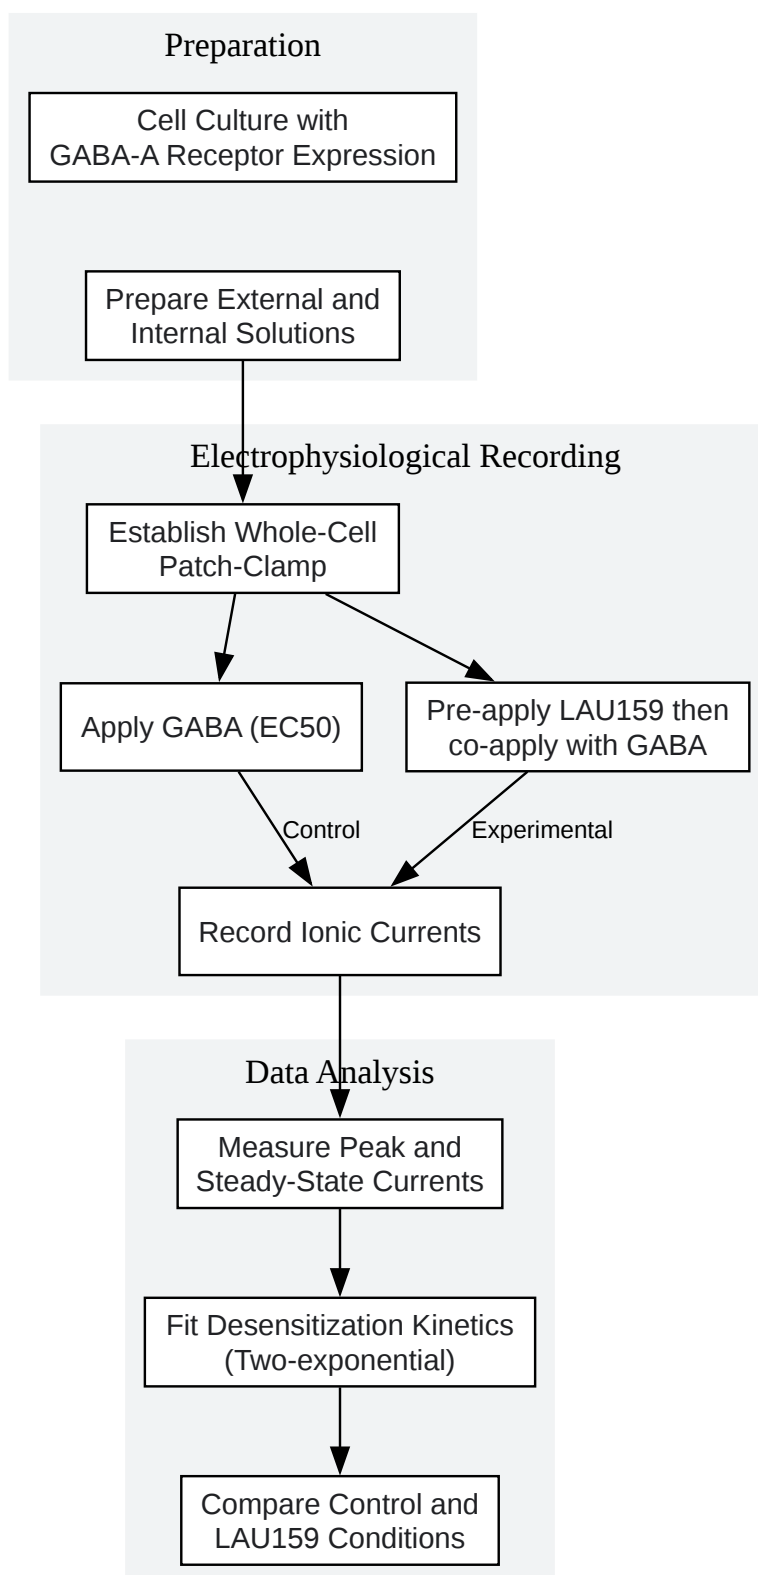 Preparation
Cell Culture with
GABA-A Receptor Expression
Prepare External and
Internal Solutions
Electrophysiological Recording
Establish Whole-Cell
Patch-Clamp
Apply GABA (EC50)
Pre-apply LAU159 then
co-apply with GABA
Control
Experimental
Record Ionic Currents
Data Analysis
Measure Peak and
Steady-State Currents
Fit Desensitization Kinetics
(Two-exponential)
Compare Control and
LAU159 Conditions